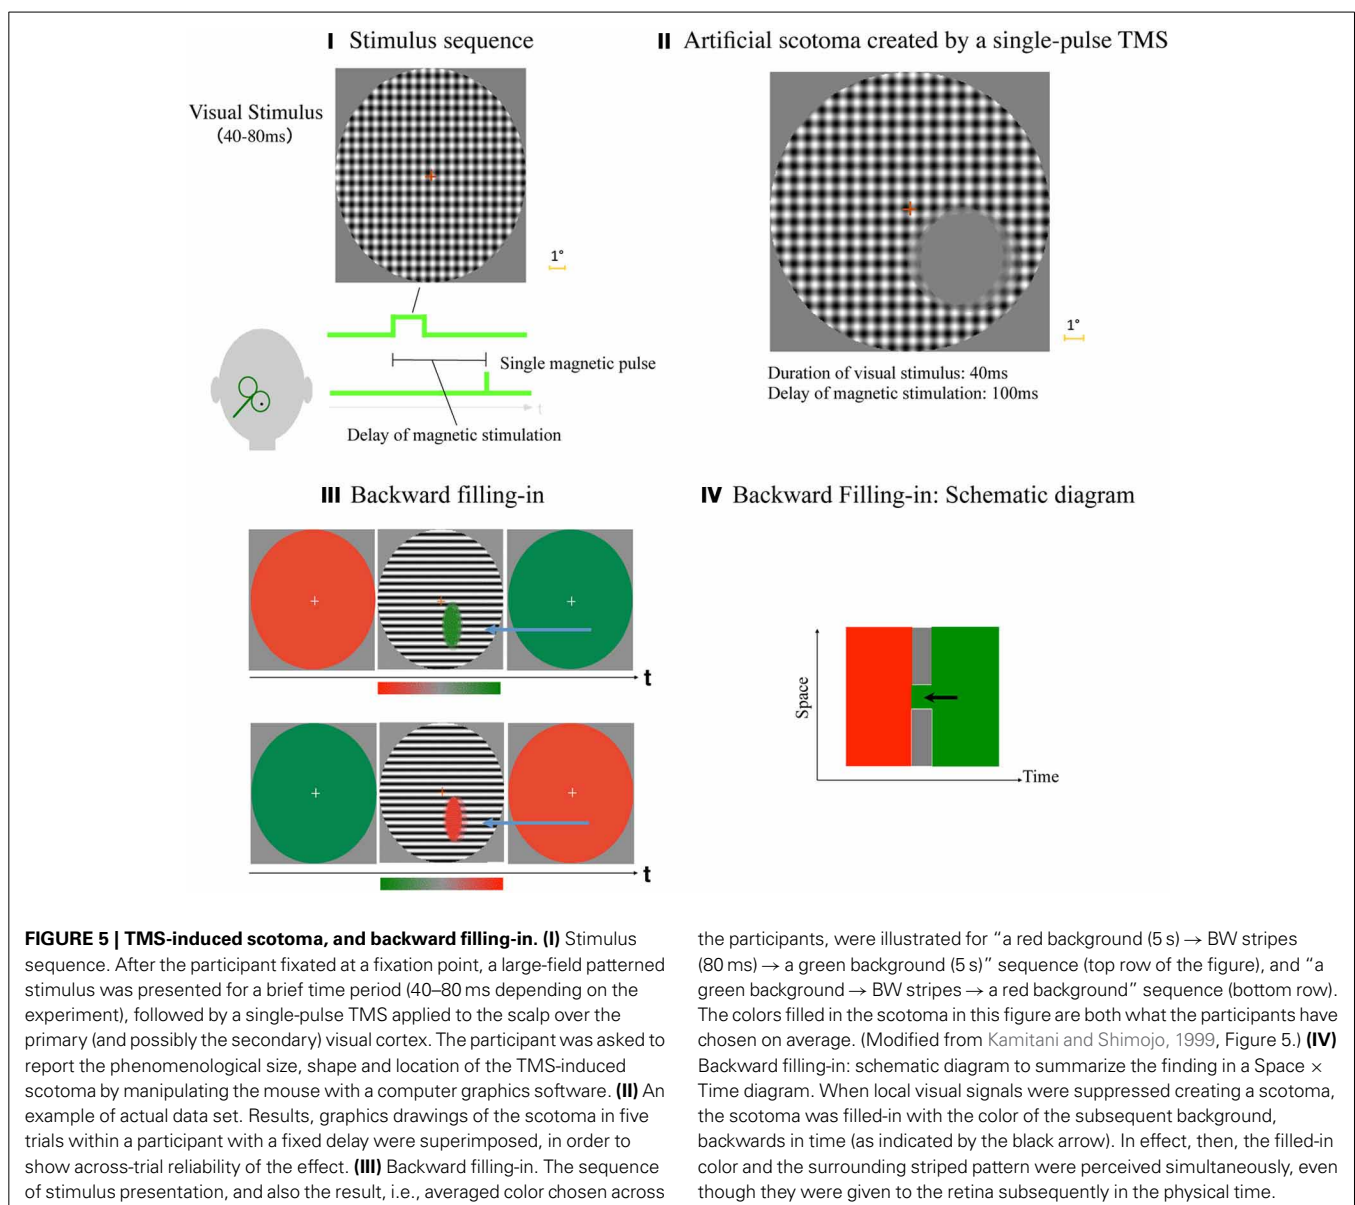 I Stimulus sequence
Visual Stimulus
(40-80ms)
1°
Single magnetic pulse
t
Delay of magnetic stimulation
II Artificial scotoma created by a single-pulse TMS
1°
Duration of visual stimulus: 40ms
Delay of magnetic stimulation: 100ms
III Backward filling-in
t
t
IV Backward Filling-in: Schematic diagram
Space
Time
FIGURE 5 | TMS-induced scotoma, and backward filling-in. (I) Stimulus
sequence. After the participant fixated at a fixation point, a large-field patterned
stimulus was presented for a brief time period (40–80 ms depending on the
experiment), followed by a single-pulse TMS applied to the scalp over the
primary (and possibly the secondary) visual cortex. The participant was asked to
report the phenomenological size, shape and location of the TMS-induced
scotoma by manipulating the mouse with a computer graphics software. (II) An
example of actual data set. Results, graphics drawings of the scotoma in five
trials within a participant with a fixed delay were superimposed, in order to
show across-trial reliability of the effect. (III) Backward filling-in. The sequence
of stimulus presentation, and also the result, i.e., averaged color chosen across
the participants, were illustrated for “a red background (5 s) → BW stripes
(80 ms) → a green background (5 s)” sequence (top row of the figure), and “a
green background → BW stripes → a red background” sequence (bottom row).
The colors filled in the scotoma in this figure are both what the participants have
chosen on average. (Modified from Kamitani and Shimojo, 1999, Figure 5.) (IV)
Backward filling-in: schematic diagram to summarize the finding in a Space ×
Time diagram. When local visual signals were suppressed creating a scotoma,
the scotoma was filled-in with the color of the subsequent background,
backwards in time (as indicated by the black arrow). In effect, then, the filled-in
color and the surrounding striped pattern were perceived simultaneously, even
though they were given to the retina subsequently in the physical time.